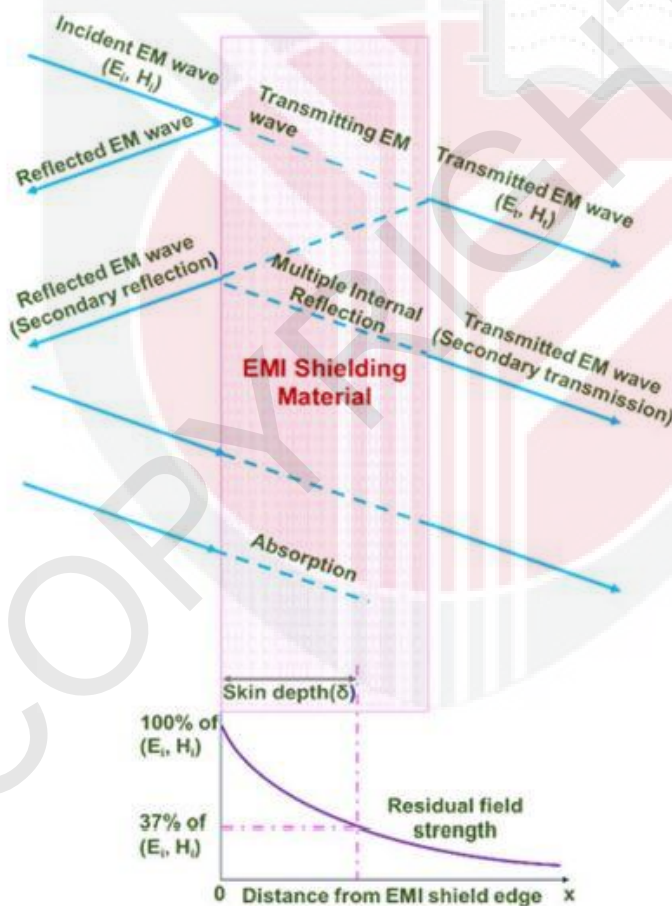 Incident EM wave
(Ei, Hi)
Transmitting EM
wave
Reflected EM wave
Transmitted EM wave
(Et, Ht)
Reflected EM wave
(Secondary reflection)
Multiple Internal
Reflection
Transmitted EM wave
(Secondary transmission)
EMI Shielding
Material
Absorption
Skin depth(δ)
100% of
(Ei, Hi)
37% of
(Ei, Hi)
Residual field
strength
0 Distance from EMI shield edge x
COPYRIGHT